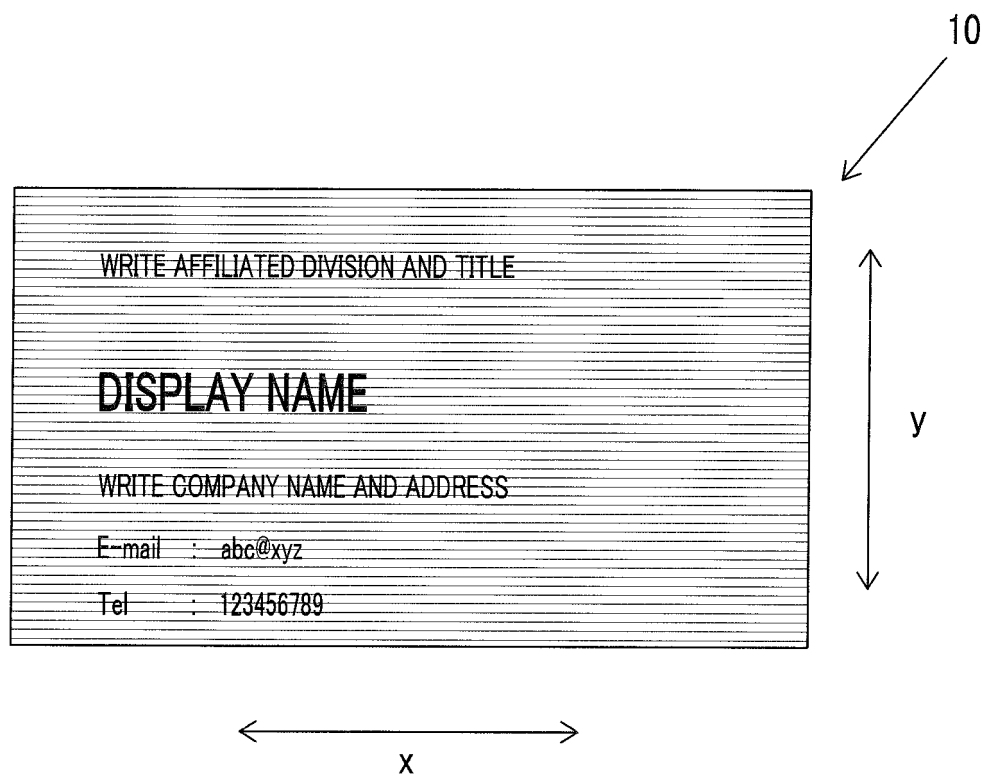 10
WRITE AFFILIATED DIVISION AND TITLE
DISPLAY NAME
y
WRITE COMPANY NAME AND ADDRESS
E-mail : abc@xyz
Tel : 123456789
x